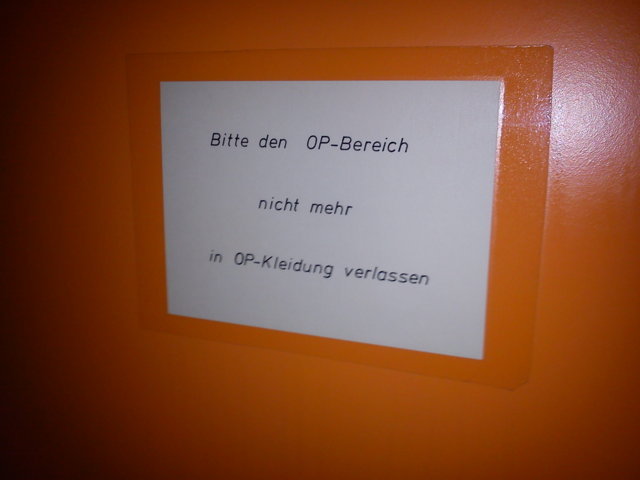 Bitte den OP-Bereich
nicht mehr
in OP-Kleidung verlassen